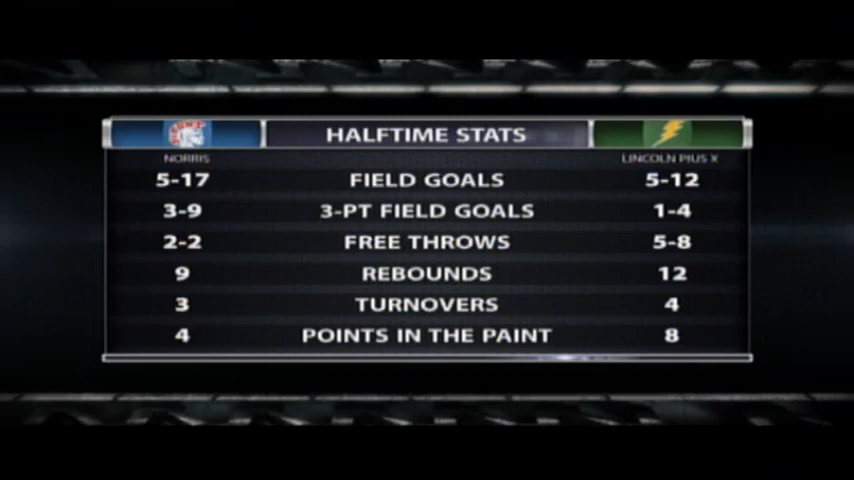 HALFTIME STATS
NORRIS LINCOLN PIUS X
5-17 FIELD GOALS 5-12
3-9 3-PT FIELD GOALS 1-4
2-2 FREE THROWS 5-8
9 REBOUNDS 12
3 TURNOVERS 4
4 POINTS IN THE PAINT 8